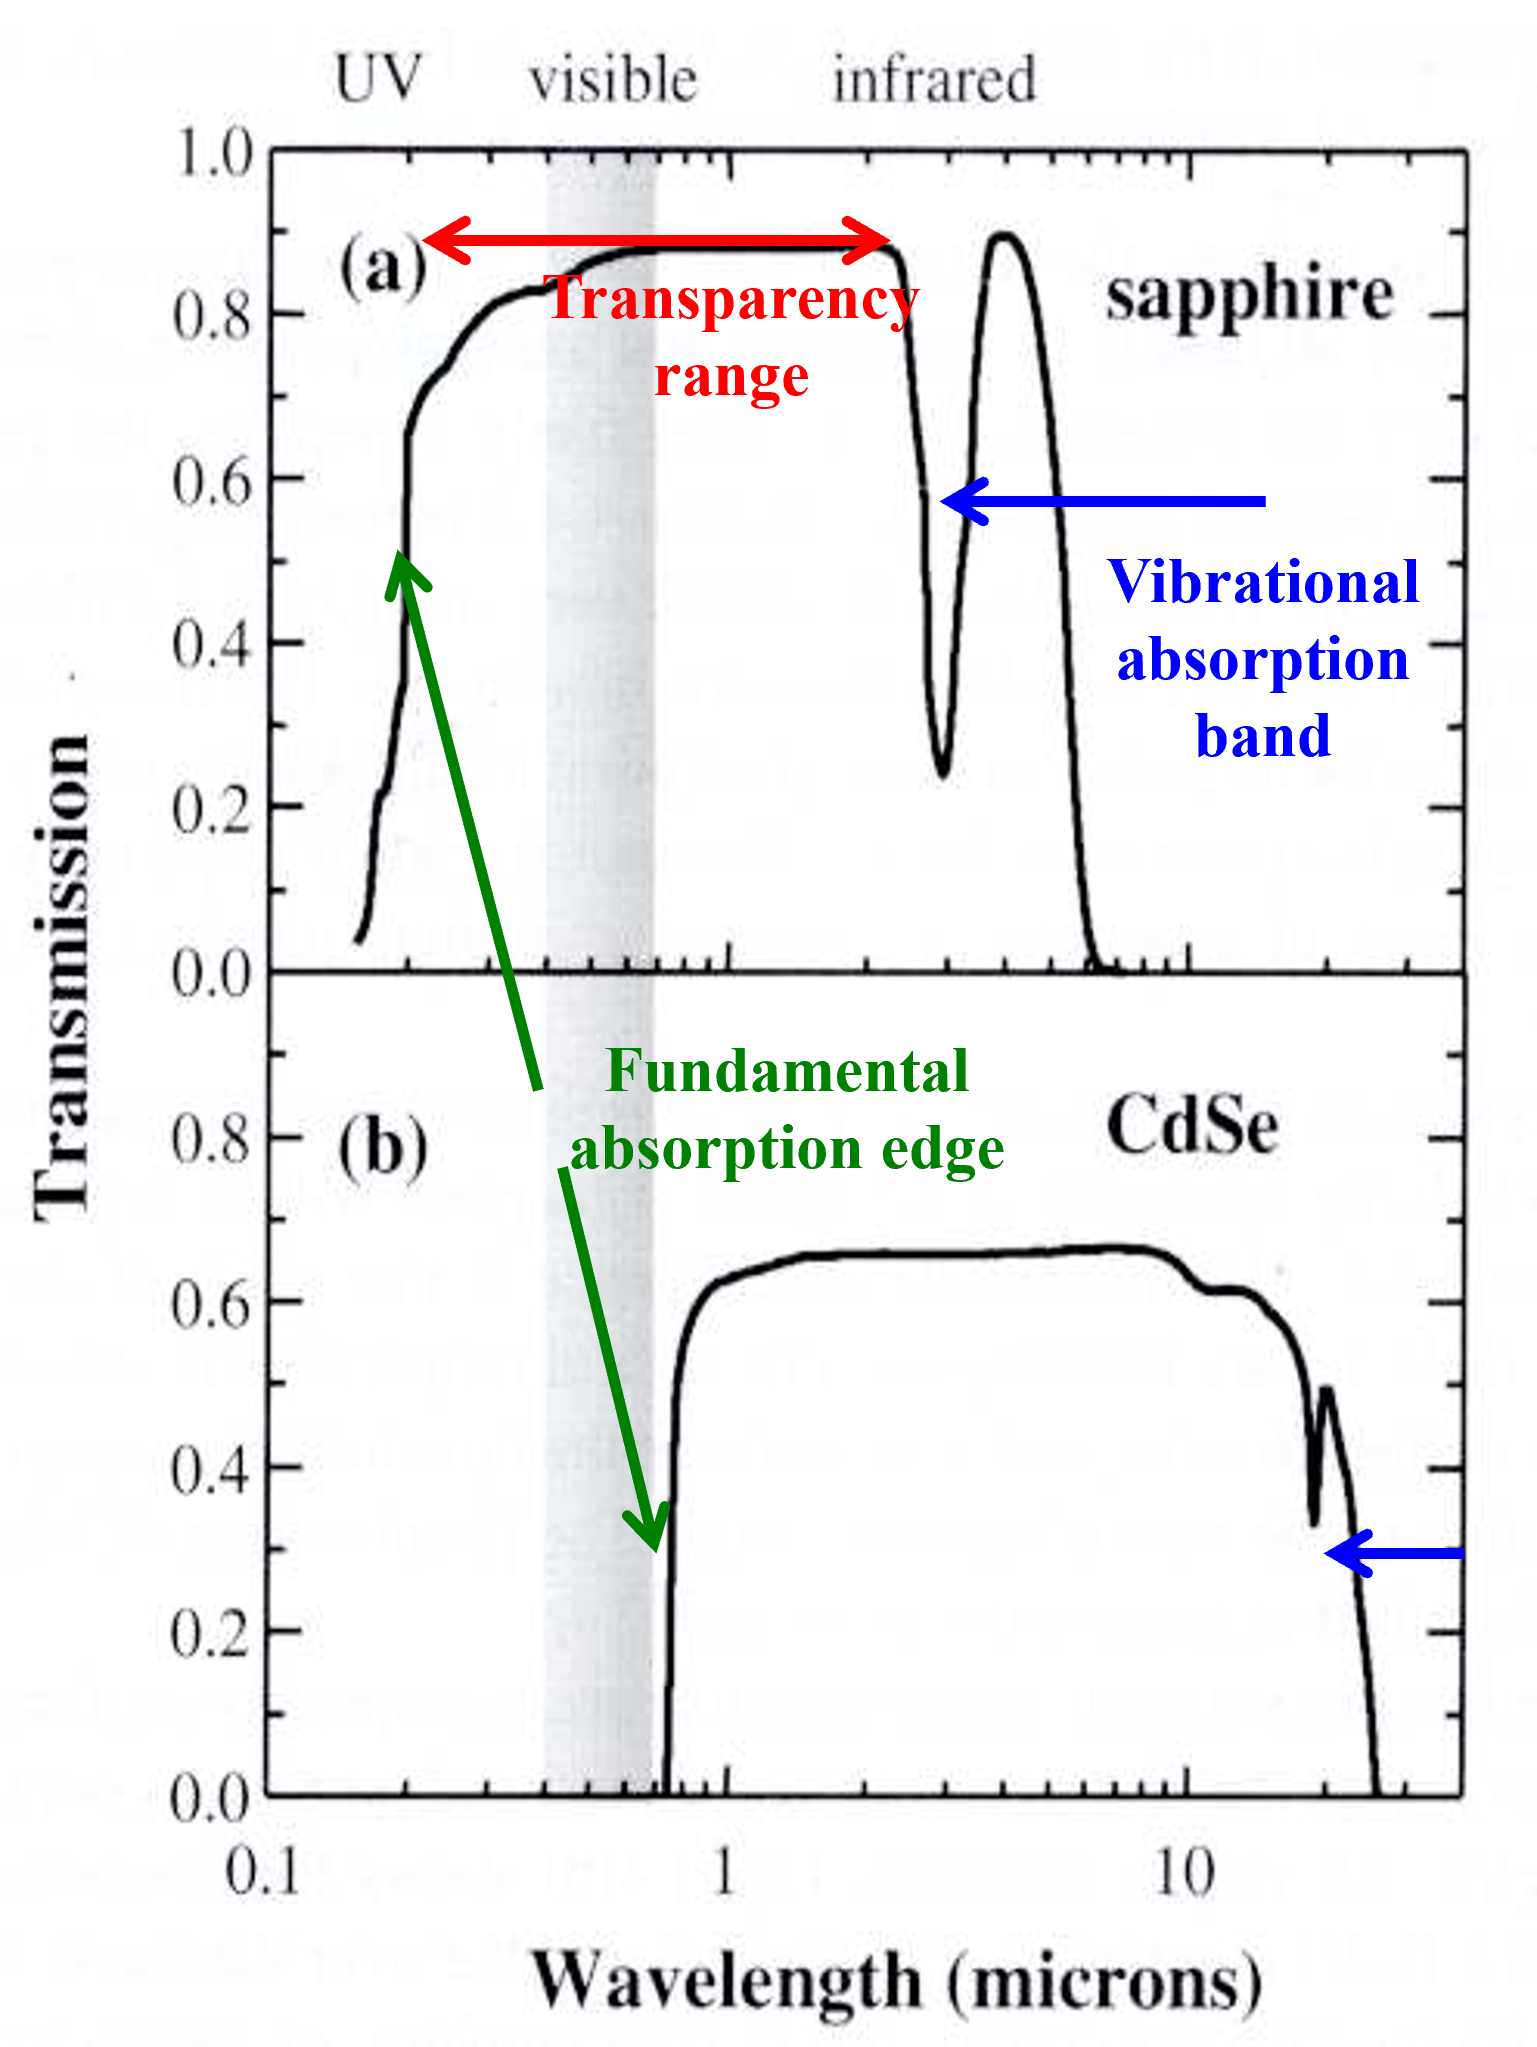 UV visible infrared
1.0
(a)
sapphire
Transparency
range
0.8
0.6
0.4
0.2
0.0
Vibrational
absorption
band
Transmission
Fundamental
absorption edge
(b)
CdSe
0.8
0.6
0.4
0.2
0.0
0.1 1 10
Wavelength (microns)